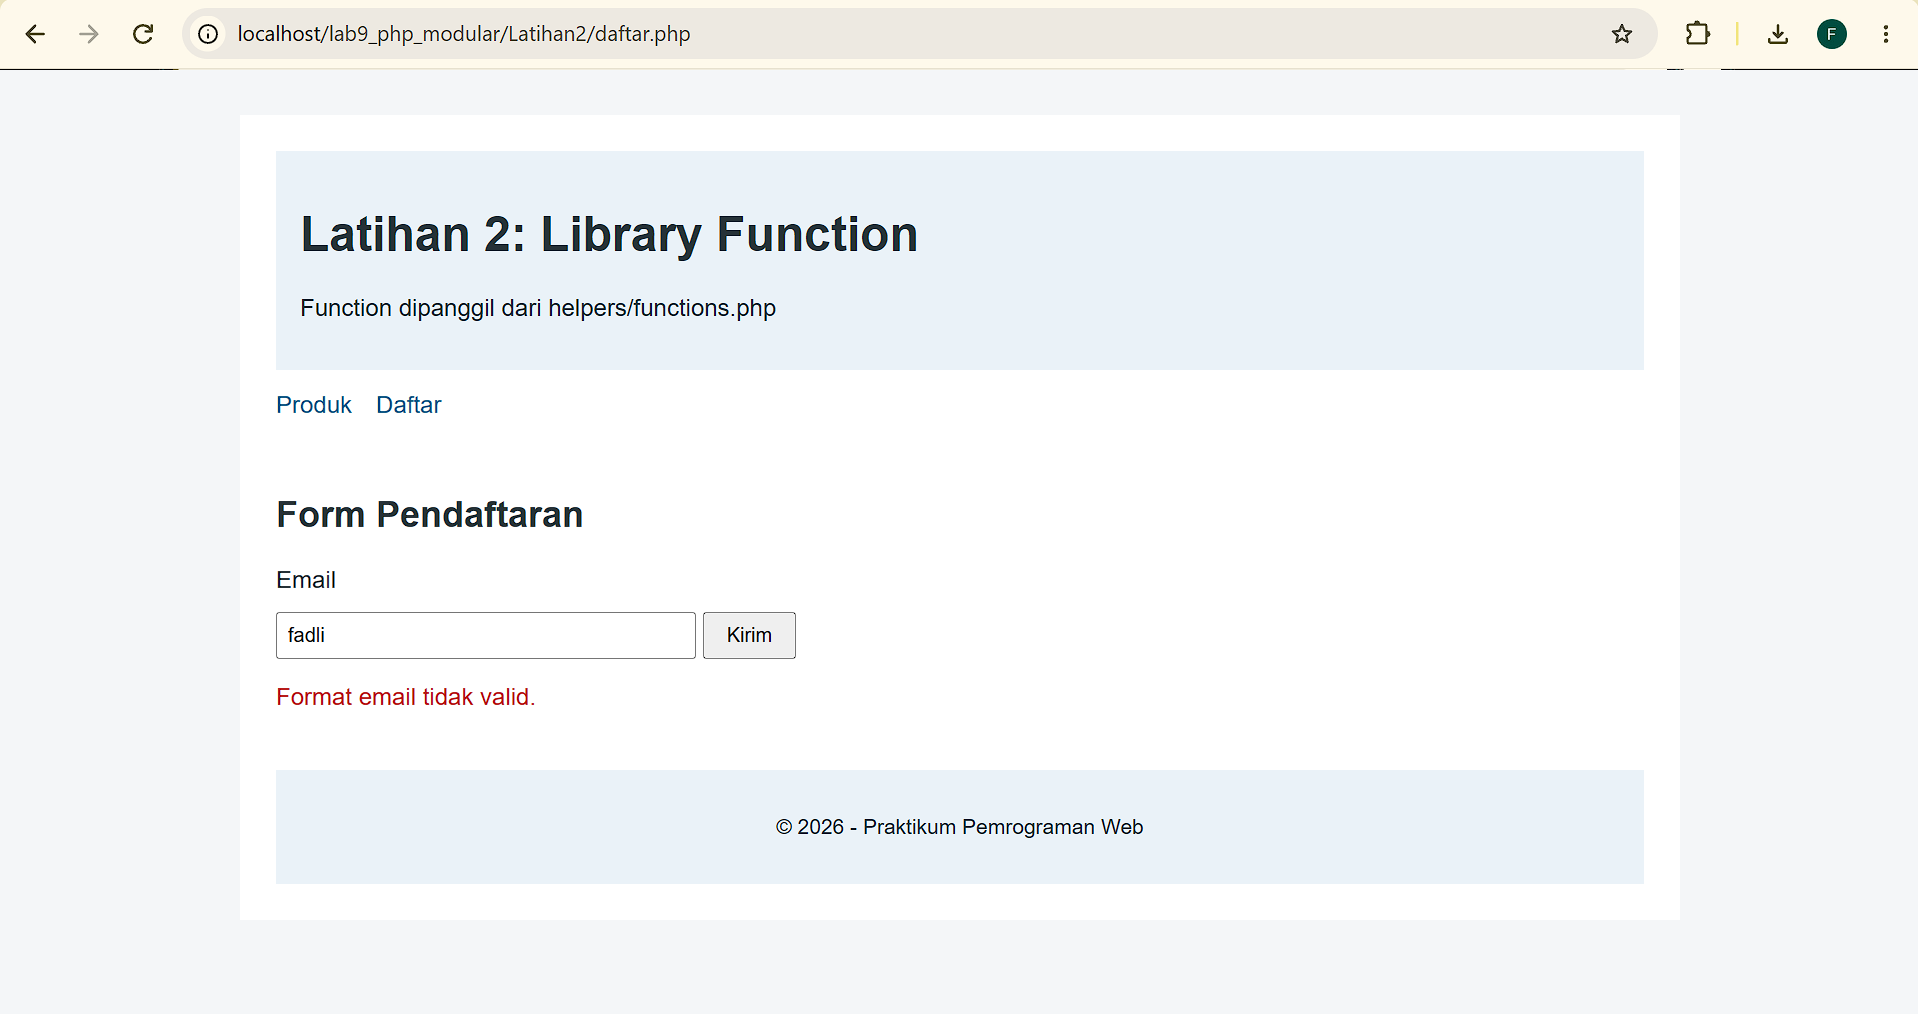 localhost/lab9_php_modular/Latihan2/daftar.php
F
Latihan 2: Library Function
Function dipanggil dari helpers/functions.php
Produk Daftar
Form Pendaftaran
Email
fadli Kirim
Format email tidak valid.
© 2026 - Praktikum Pemrograman Web